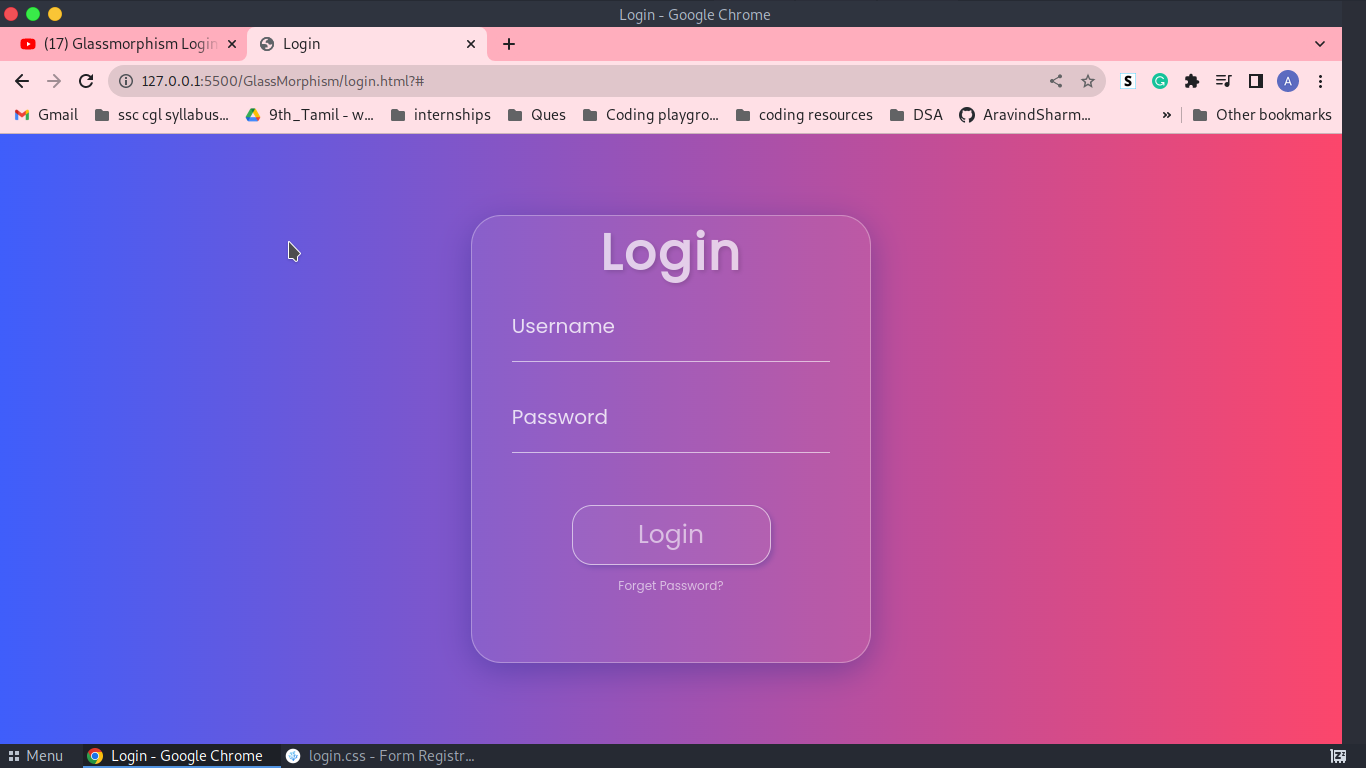 Login - Google Chrome
(17) Glassmorphism Login
Login
127.0.0.1:5500/GlassMorphism/login.html?#
S
G
A
Gmail
ssc cgl syllabus...
9th_Tamil - w...
internships
Ques
Coding playgro...
coding resources
DSA
AravindSharm...
»
Other bookmarks
Login
Username
Password
Login
Forget Password?
Menu
Login - Google Chrome
login.css - Form Registr...